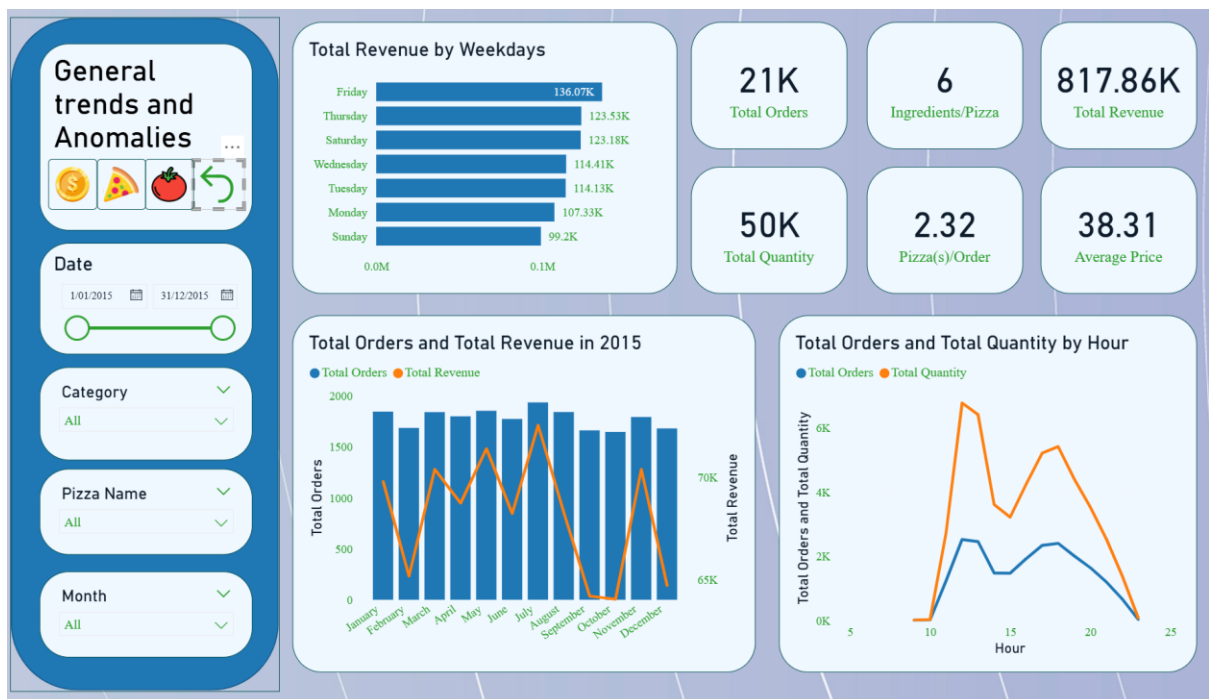 General
trends and
Anomalies
...
Date
1/01/2015
31/12/2015
Category
All
Pizza Name
All
Month
All
Total Revenue by Weekdays
Friday 136.07K
Thursday 123.53K
Saturday 123.18K
Wednesday 114.41K
Tuesday 114.13K
Monday 107.33K
Sunday 99.2K
0.0M 0.1M
21K
Total Orders
6
Ingredients/Pizza
817.86K
Total Revenue
50K
Total Quantity
2.32
Pizza(s)/Order
38.31
Average Price
Total Orders and Total Revenue in 2015
Total Orders Total Revenue
Total Orders
2000
1500
1000
500
0
Total Revenue
70K
65K
January
February
March
April
May
June
July
August
September
October
November
December
Total Orders and Total Quantity by Hour
Total Orders Total Quantity
Total Orders and Total Quantity
6K
4K
2K
0K
5 10 15 20 25
Hour